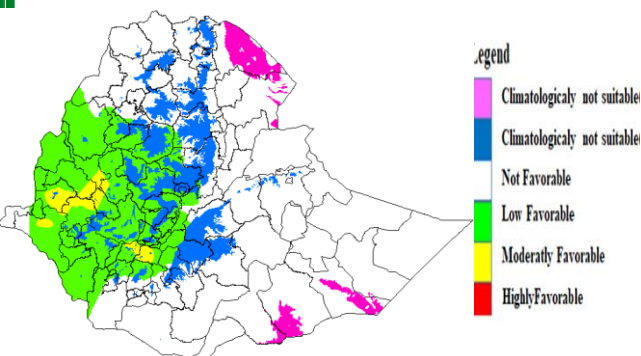 Legend
Climatologicaly not suitable(
Climatologicaly not suitable(
Not Favorable
Low Favorable
Moderatly Favorable
HighlyFavorable